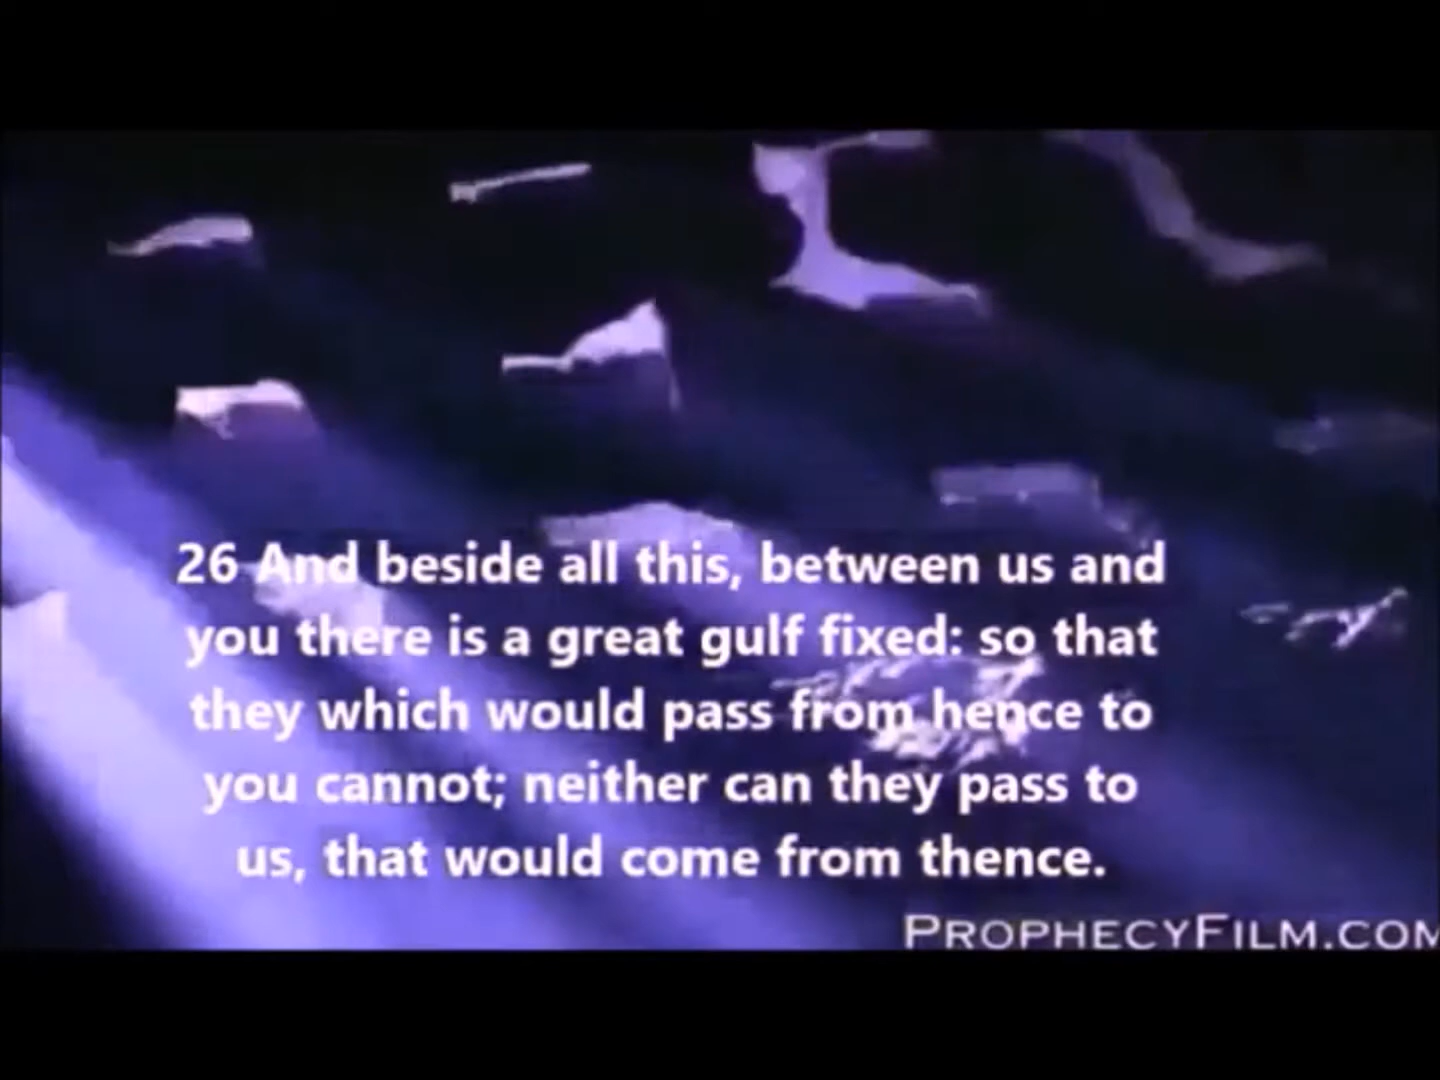 26 And beside all this, between us and
you there is a great gulf fixed: so that
they which would pass from hence to
you cannot; neither can they pass to
us, that would come from thence.
PROPHECYFILM.COM